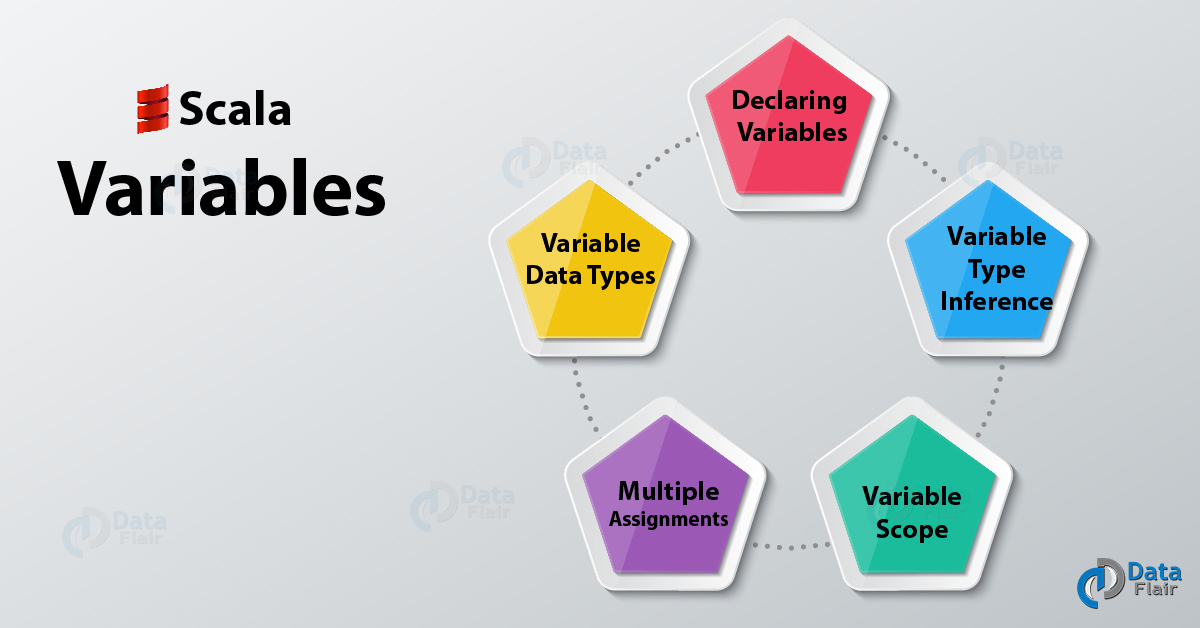 Scala
Variables
Declaring
Variables
Variable
Type
Inference
Variable
Scope
Multiple
Assignments
Variable
Data Types
Data
Flair
Data
Flair
Data
Flair
Data
Flair
Data
Flair